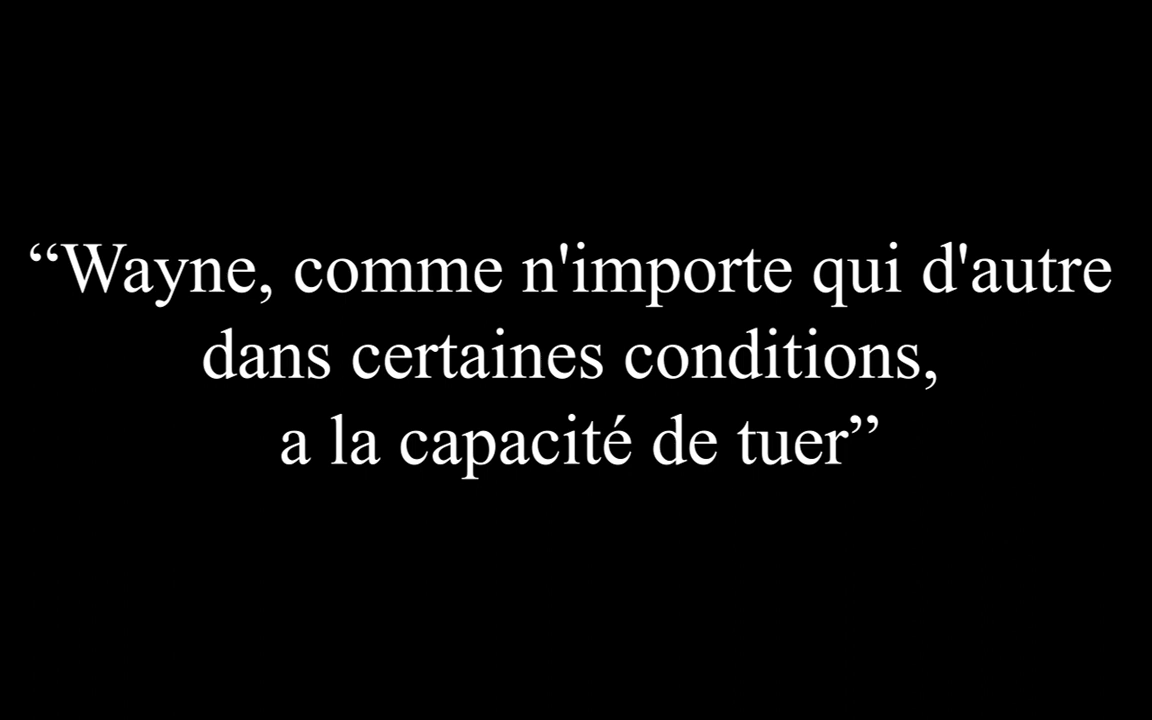 “Wayne, comme n'importe qui d'autre
dans certaines conditions,
a la capacité de tuer”